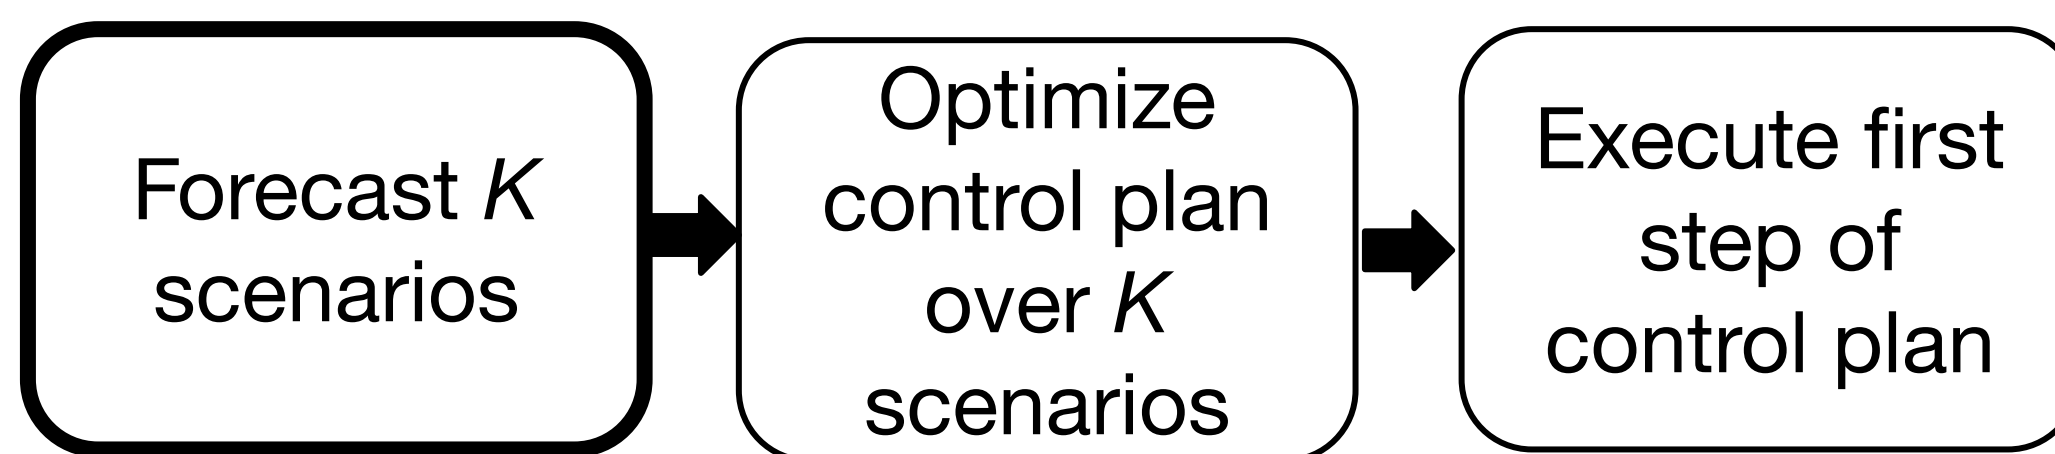 Forecast K
scenarios
Optimize
control plan
over K
scenarios
Execute first
step of
control plan